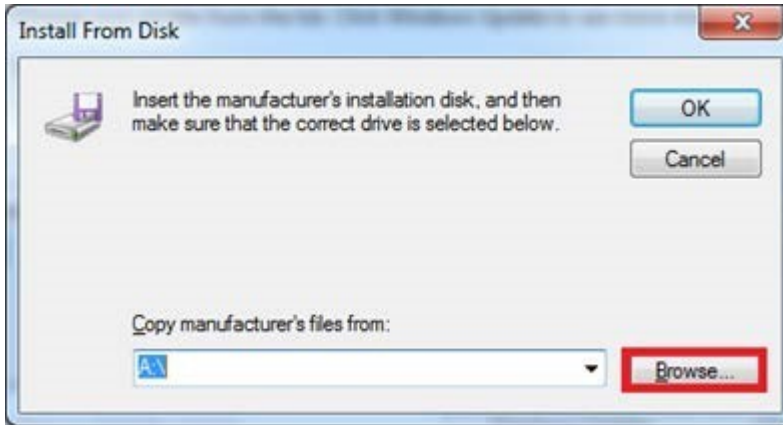 Install From Disk
Insert the manufacturer's installation disk, and then
make sure that the correct drive is selected below.
OK
Cancel
Copy manufacturer's files from:
A:\
Browse...